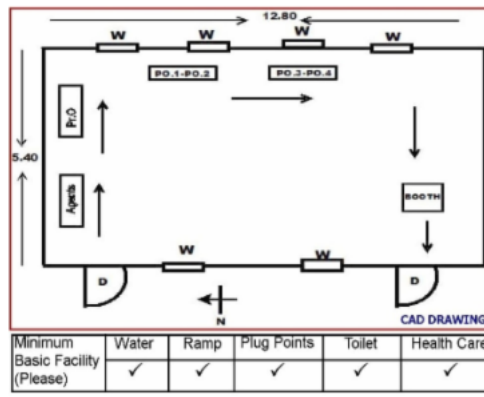 12.80
W W W W
PO.1-PO.2 PO.3-PO.4
Pr.O
5.40
Agents
BOOTH
W W
D D
N
CAD DRAWING
Minimum Basic Facility (Please) Water Ramp Plug Points Toilet Health Care
✓ ✓ ✓ ✓ ✓